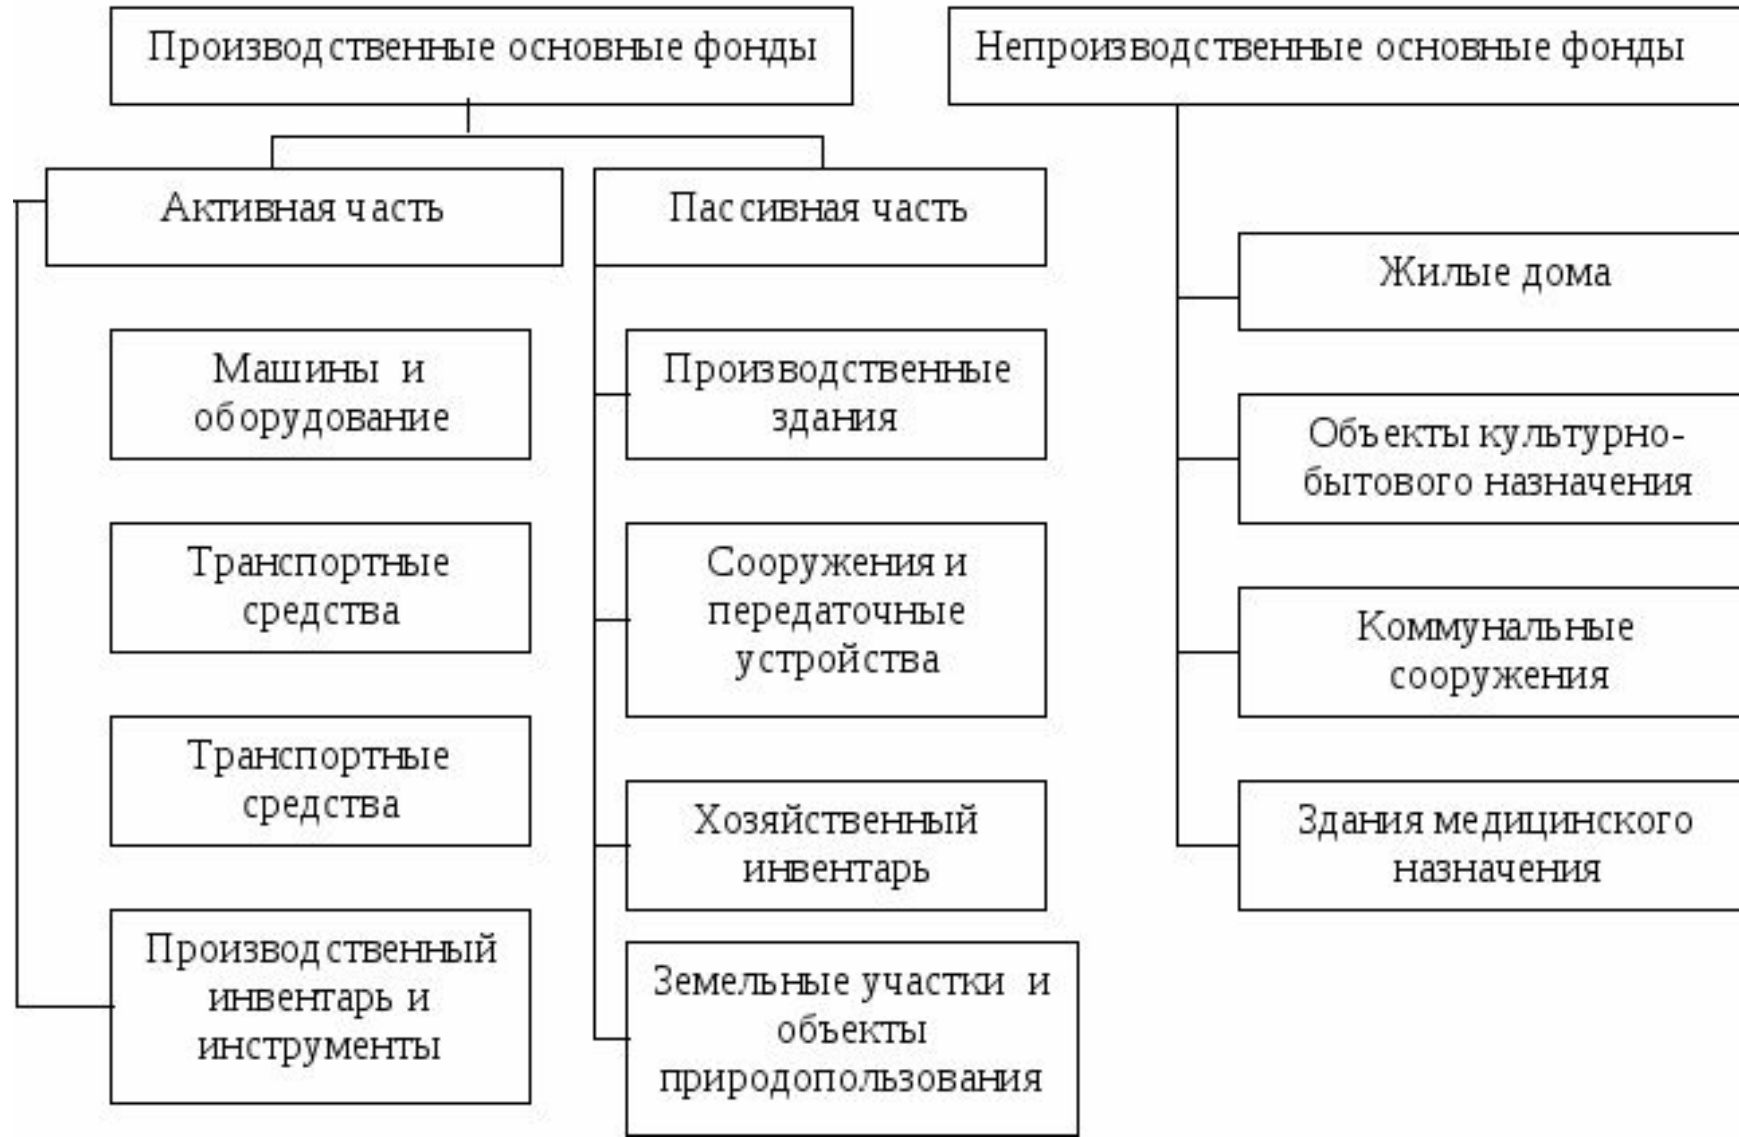 Производственные основные фонды
Непроизводственные основные фонды
Активная часть
Пассивная часть
Жилые дома
Машины и
оборудование
Производственные
здания
Объекты культурно-
бытового назначения
Транспортные
средства
Сооружения и
передаточные
устройства
Коммунальные
сооружения
Транспортные
средства
Хозяйственный
инвентарь
Здания медицинского
назначения
Производственный
инвентарь и
инструменты
Земельные участки и
объекты
природопользования